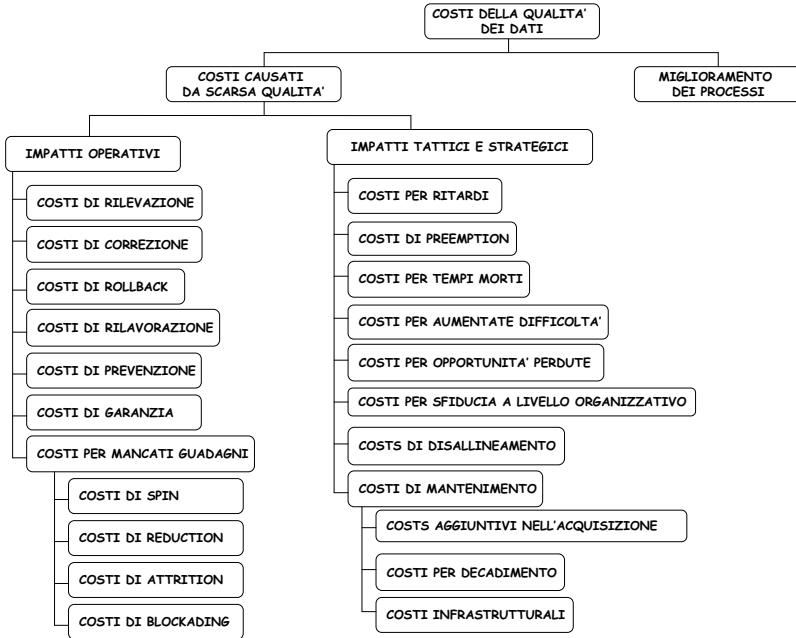 COSTI DELLA QUALITA'
DEI DATI
COSTI CAUSATI
DA SCARSA QUALITA'
MIGLIORAMENTO
DEI PROCESSI
IMPATTI OPERATIVI
COSTI DI RILEVAZIONE
COSTI DI CORREZIONE
COSTI DI ROLLBACK
COSTI DI RILAVORAZIONE
COSTI DI PREVENZIONE
COSTI DI GARANZIA
COSTI PER MANCATI GUADAGNI
COSTI DI SPIN
COSTI DI REDUCTION
COSTI DI ATTRITION
COSTI DI BLOCKADING
IMPATTI TATTICI E STRATEGICI
COSTI PER RITARDI
COSTI DI PREEMPTION
COSTI PER TEMPI MORTI
COSTI PER AUMENTATE DIFFICOLTA'
COSTI PER OPPORTUNITA' PERDUTE
COSTI PER SFIDUCIA A LIVELLO ORGANIZZATIVO
COSTS DI DISALLINEAMENTO
COSTI DI MANTENIMENTO
COSTS AGGIUNTIVI NELL'ACQUISIZIONE
COSTI PER DECADIMENTO
COSTI INFRASTRUTTURALI